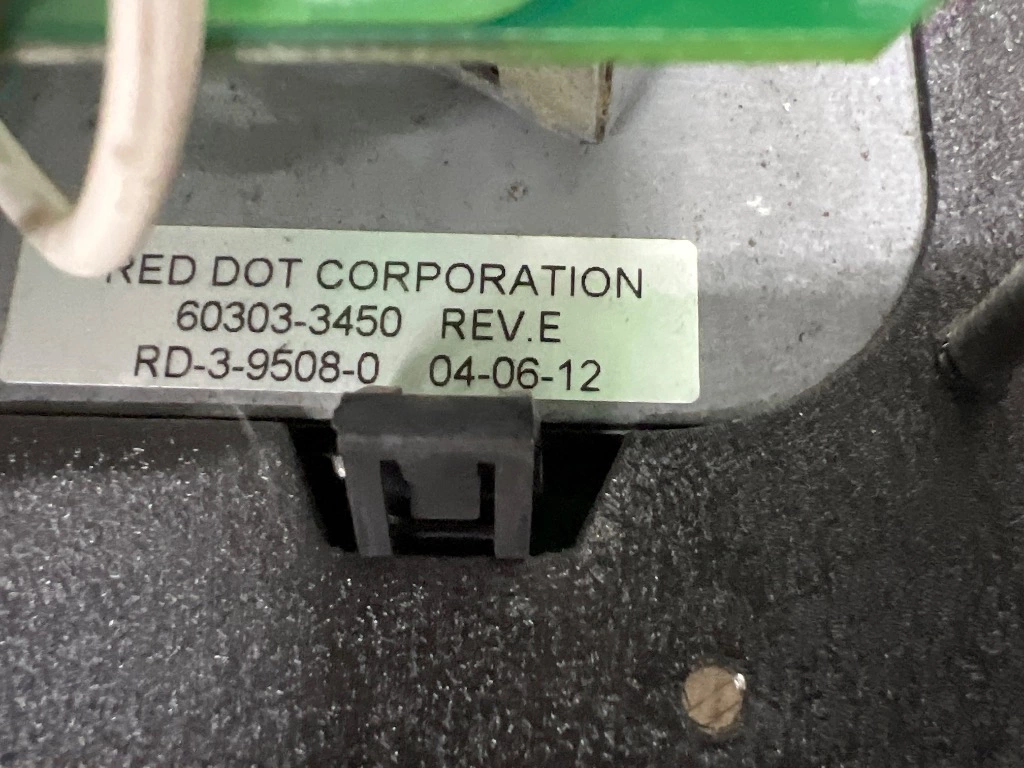 RED DOT CORPORATION
60303-3450 REV.E
RD-3-9508-0 04-06-12